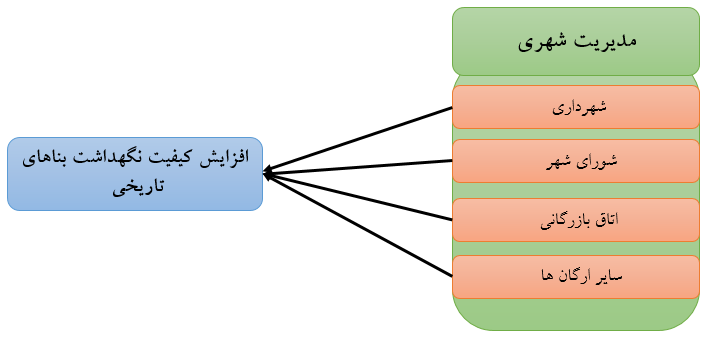 مدیریت شهری
شهرداری
شورای شهر
اتاق بازرگانی
سایر ارگان ها
افزایش کیفیت نگهداشت بناهای
تاریخی